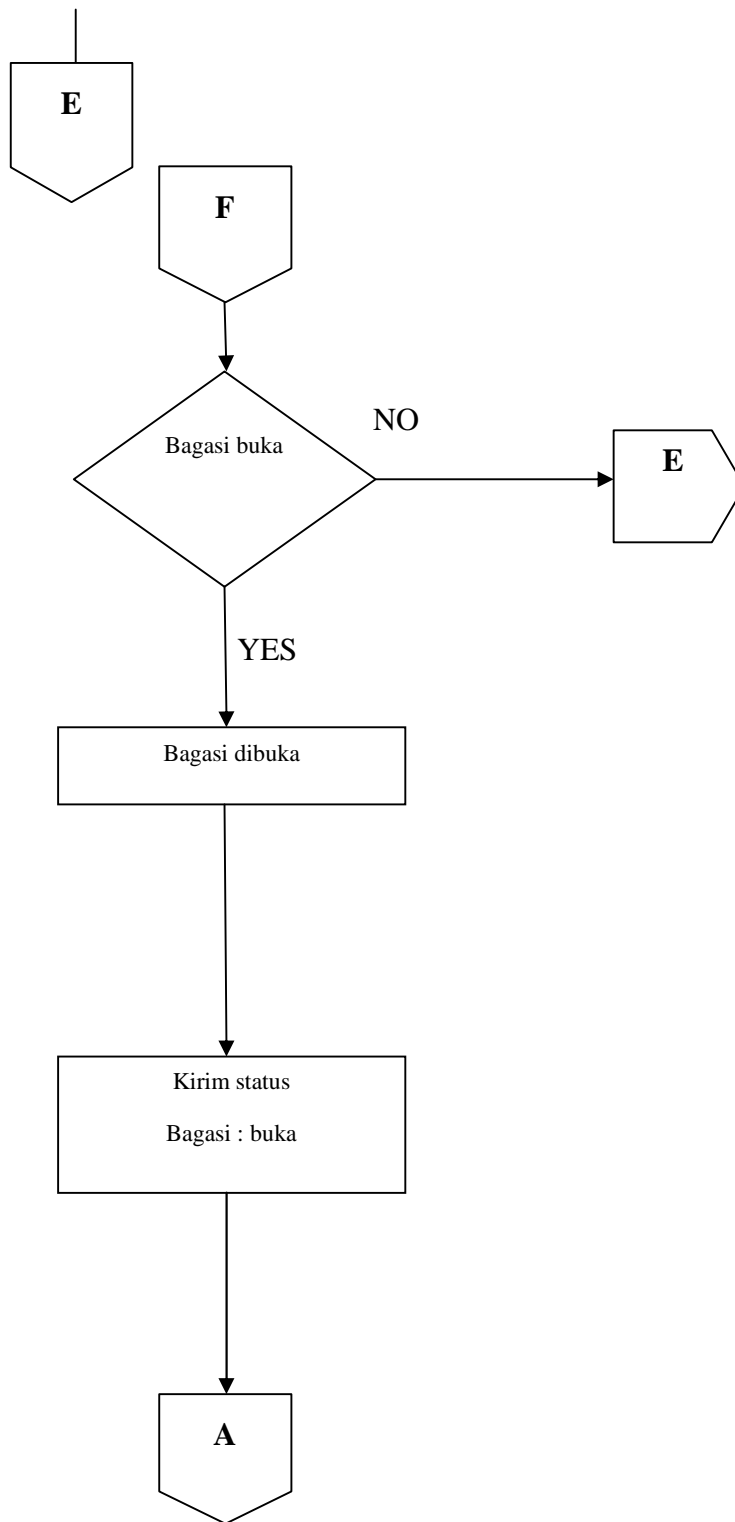 E
F
Bagasi buka
NO
E
YES
Bagasi dibuka
Kirim status
Bagasi : buka
A